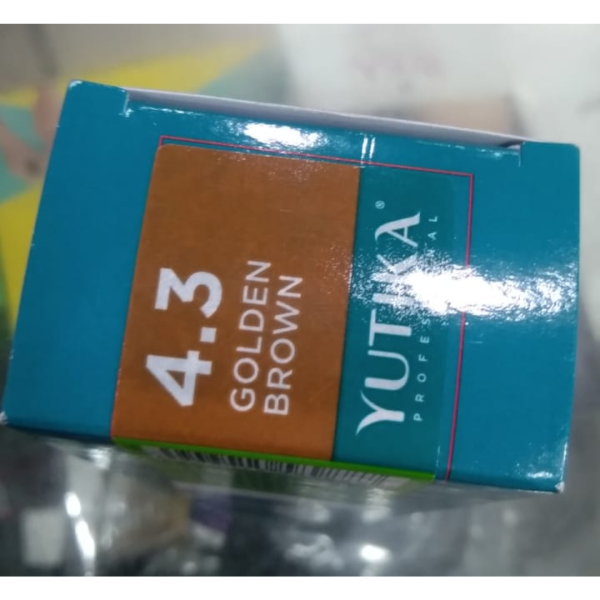 YUTIKA®
PROFESSIONAL
4.3
GOLDEN
BROWN